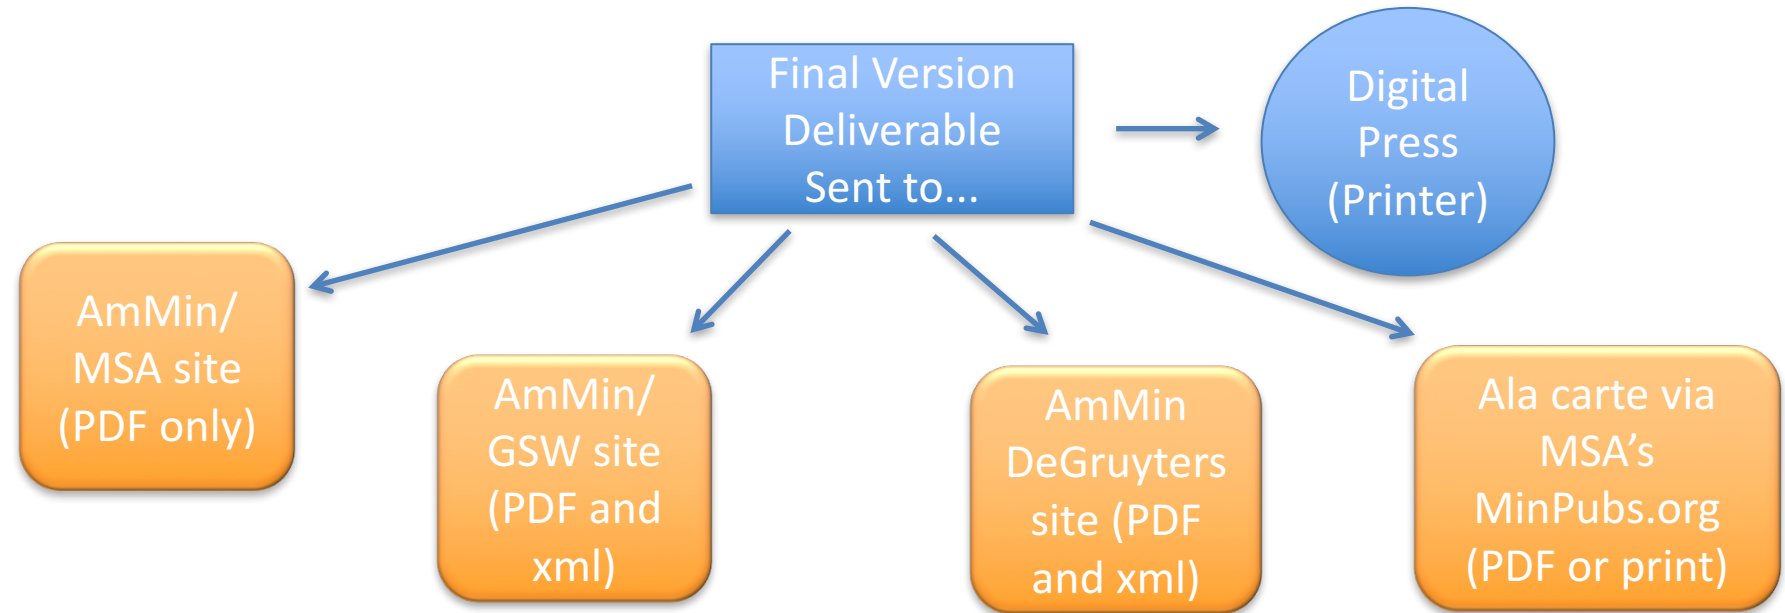 Final Version
Deliverable
Sent to...
Digital
Press
(Printer)
AmMin/
MSA site
(PDF only)
AmMin/
GSW site
(PDF and
xml)
AmMin
DeGruyters
site (PDF
and xml)
Ala carte via
MSA’s
MinPubs.org
(PDF or print)